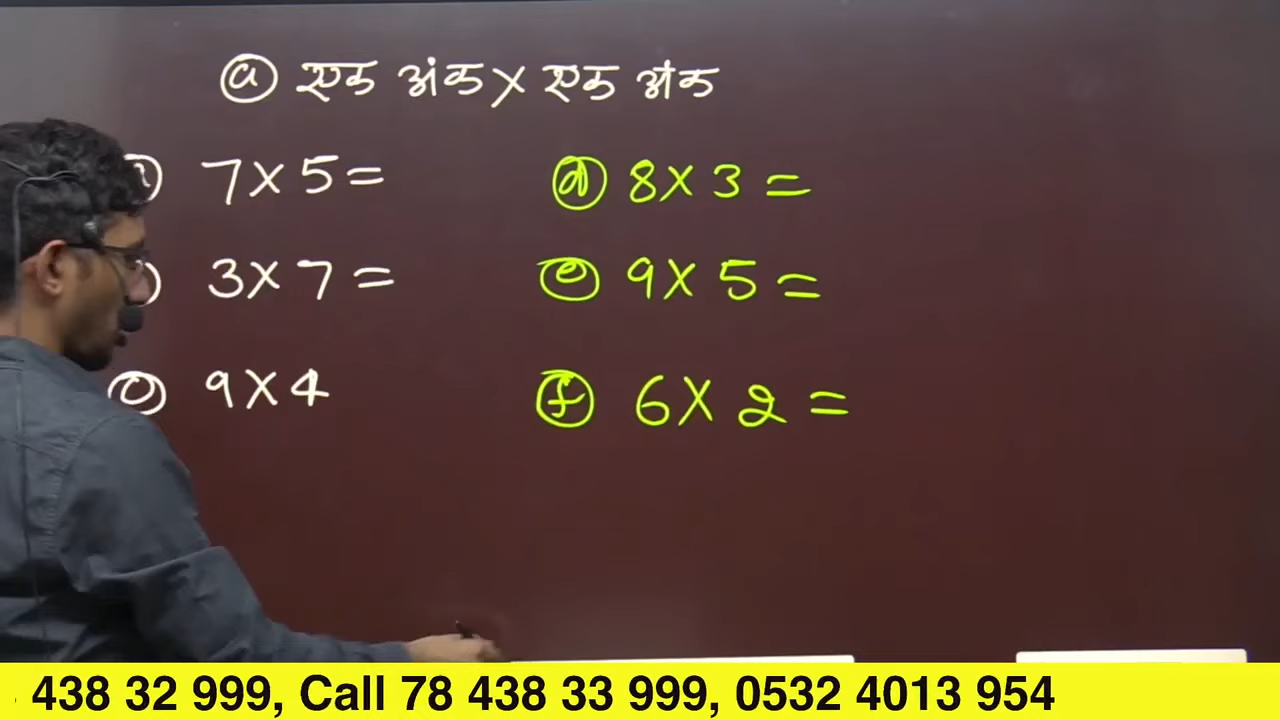 (a) एक अंक X एक अंक
7 X 5 =
3 X 7 =
(c) 9 X 4
(d) 8 X 3 =
(e) 9 X 5 =
(f) 6 X 2 =
438 32 999, Call 78 438 33 999, 0532 4013 954